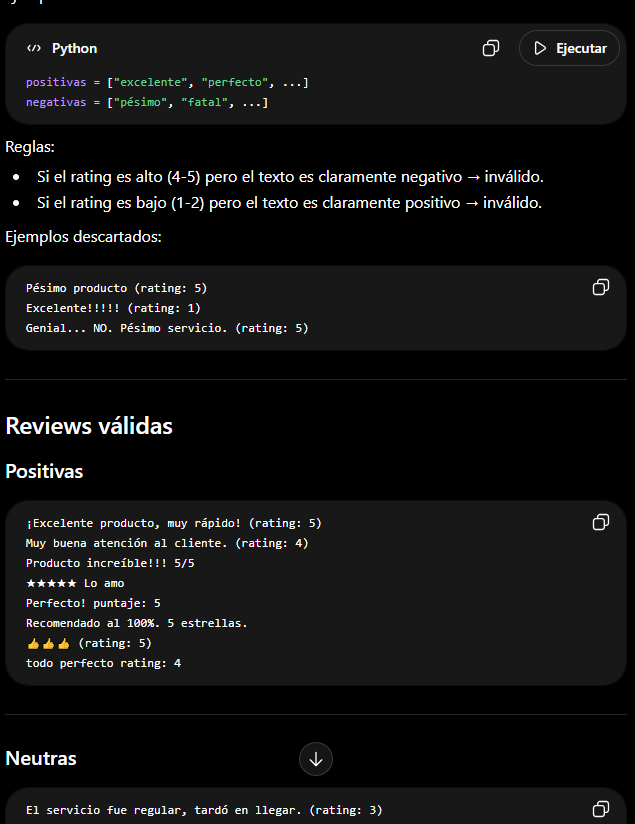 Python
Ejecutar
positivas = ["excelente", "perfecto", ...]
negativas = ["pésimo", "fatal", ...]
Reglas:
• Si el rating es alto (4-5) pero el texto es claramente negativo → inválido.
• Si el rating es bajo (1-2) pero el texto es claramente positivo → inválido.
Ejemplos descartados:
Pésimo producto (rating: 5)
Excelente!!!!! (rating: 1)
Genial... NO. Pésimo servicio. (rating: 5)
Reviews válidas
Positivas
¡Excelente producto, muy rápido! (rating: 5)
Muy buena atención al cliente. (rating: 4)
Producto increíble!!! 5/5
★★★★★ Lo amo
Perfecto! puntaje: 5
Recomendado al 100%. 5 estrellas.
👍👍👍 (rating: 5)
todo perfecto rating: 4
Neutras
El servicio fue regular, tardó en llegar. (rating: 3)